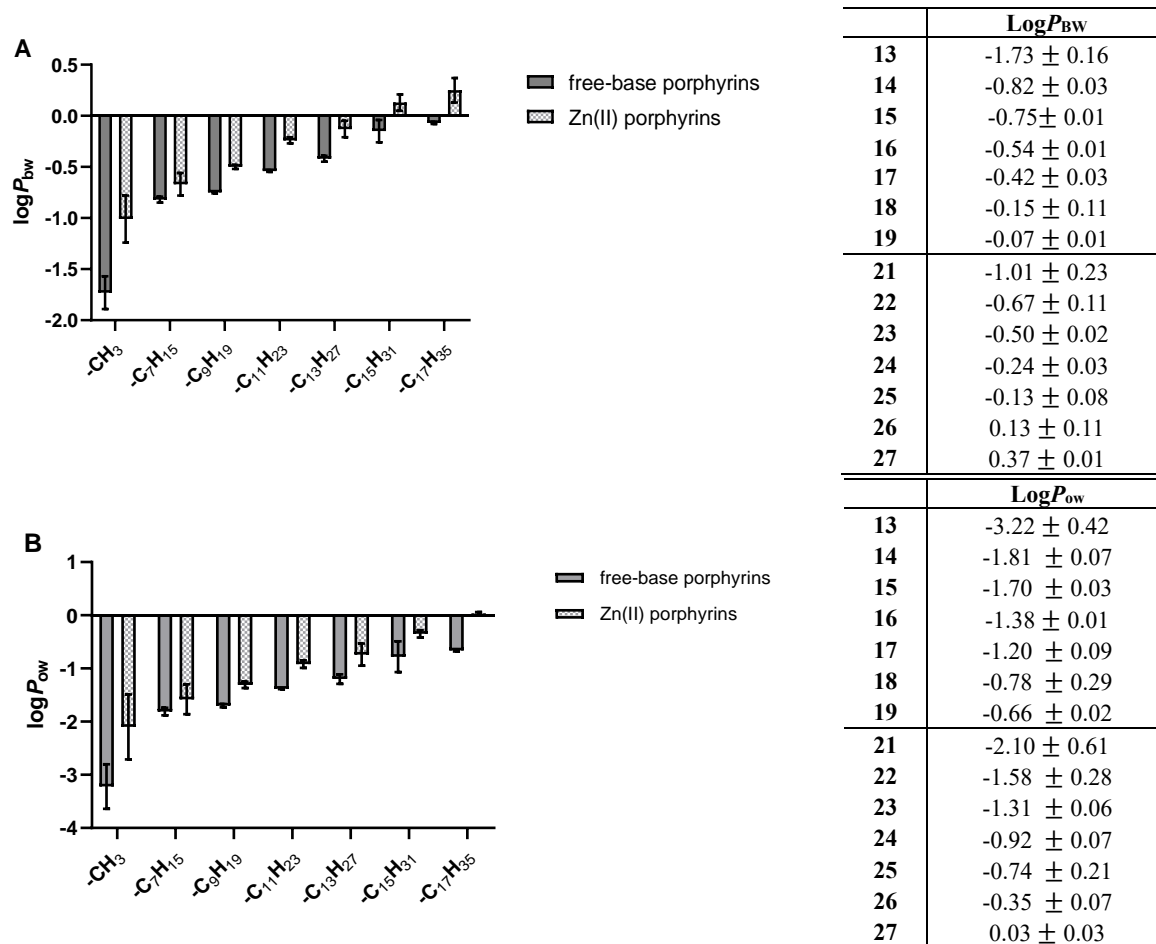 A
logPbw
0.5
0.0
-0.5
-1.0
-1.5
-2.0
-CH3
-C7H15
-C9H19
-C11H23
-C13H27
-C15H31
-C17H35
free-base porphyrins
Zn(II) porphyrins
LogPBW
13 -1.73 ± 0.16
14 -0.82 ± 0.03
15 -0.75± 0.01
16 -0.54 ± 0.01
17 -0.42 ± 0.03
18 -0.15 ± 0.11
19 -0.07 ± 0.01
21 -1.01 ± 0.23
22 -0.67 ± 0.11
23 -0.50 ± 0.02
24 -0.24 ± 0.03
25 -0.13 ± 0.08
26 0.13 ± 0.11
27 0.37 ± 0.01
B
logPow
1
0
-1
-2
-3
-4
-CH3
-C7H15
-C9H19
-C11H23
-C13H27
-C15H31
-C17H35
free-base porphyrins
Zn(II) porphyrins
LogPow
13 -3.22 ± 0.42
14 -1.81 ± 0.07
15 -1.70 ± 0.03
16 -1.38 ± 0.01
17 -1.20 ± 0.09
18 -0.78 ± 0.29
19 -0.66 ± 0.02
21 -2.10 ± 0.61
22 -1.58 ± 0.28
23 -1.31 ± 0.06
24 -0.92 ± 0.07
25 -0.74 ± 0.21
26 -0.35 ± 0.07
27 0.03 ± 0.03